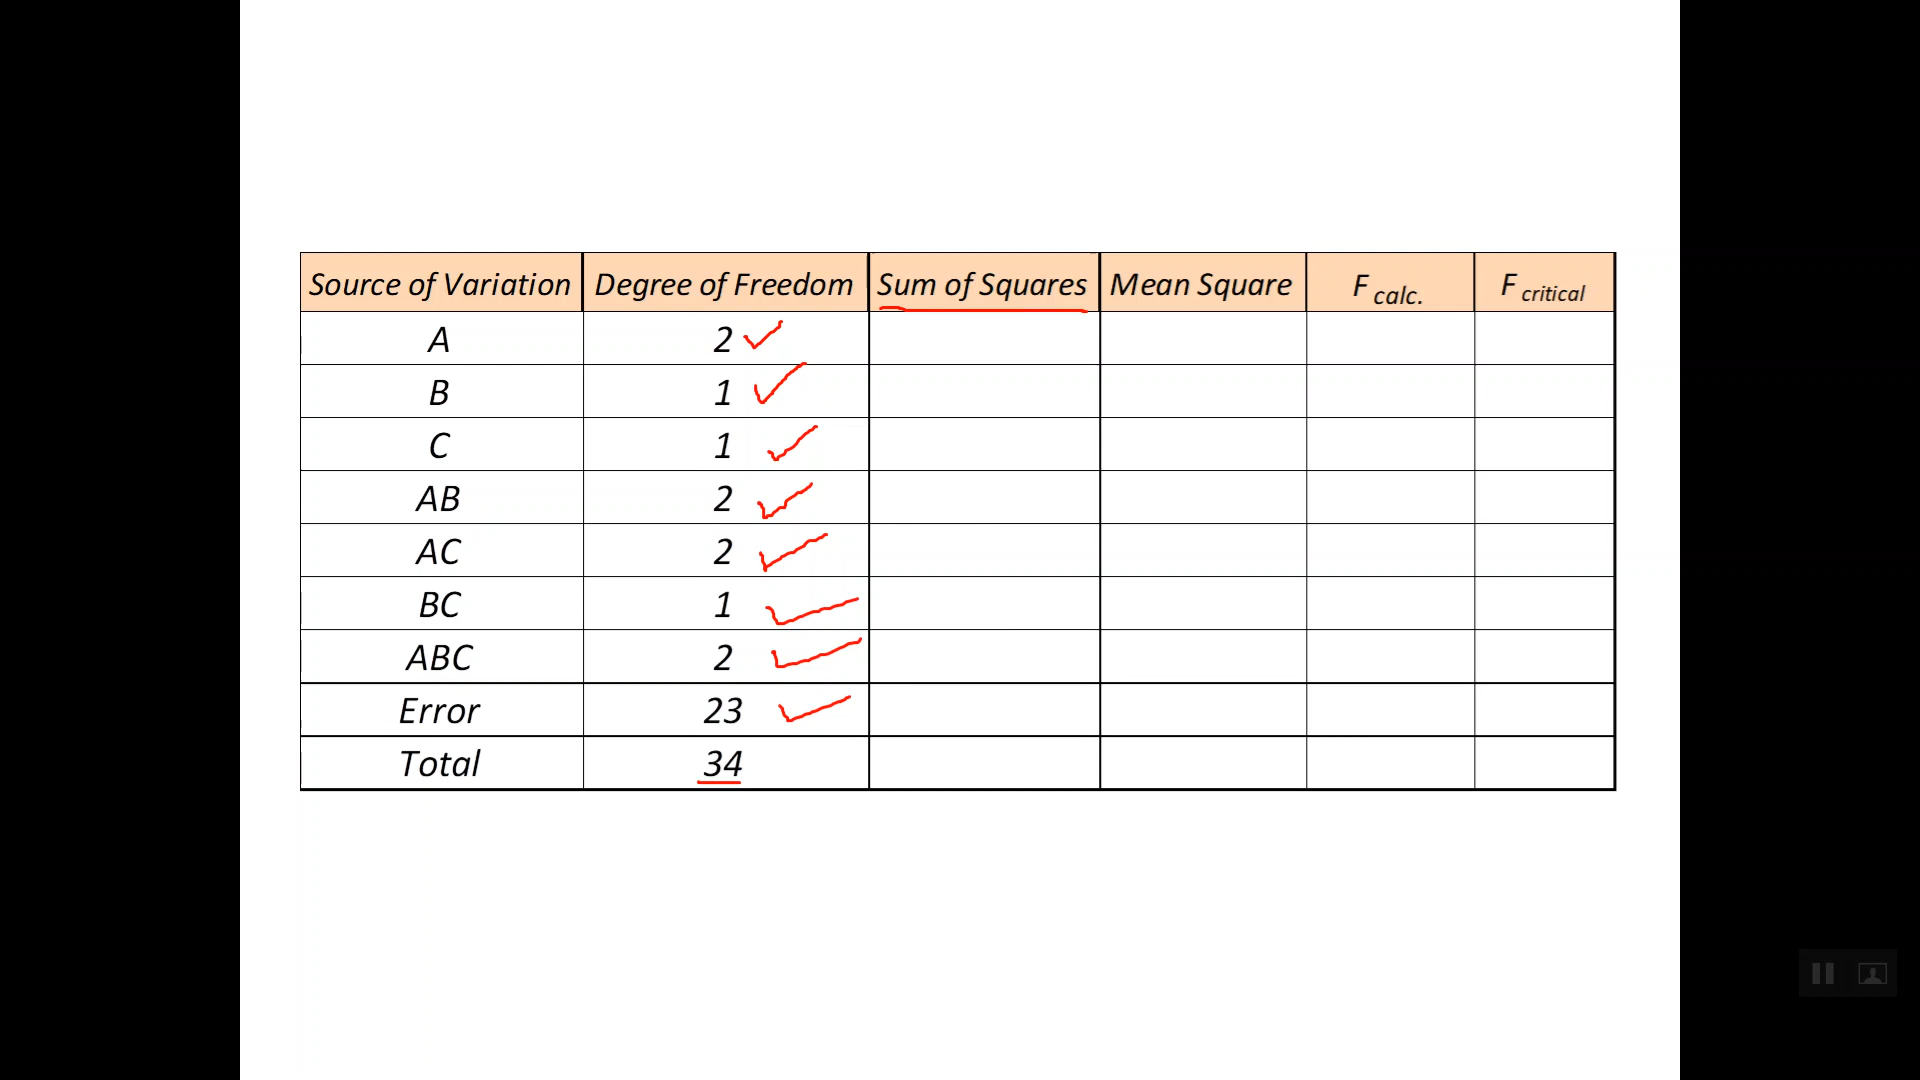 Source of Variation Degree of Freedom Sum of Squares Mean Square F calc. F critical
A 2
B 1
C 1
AB 2
AC 2
BC 1
ABC 2
Error 23
Total 34